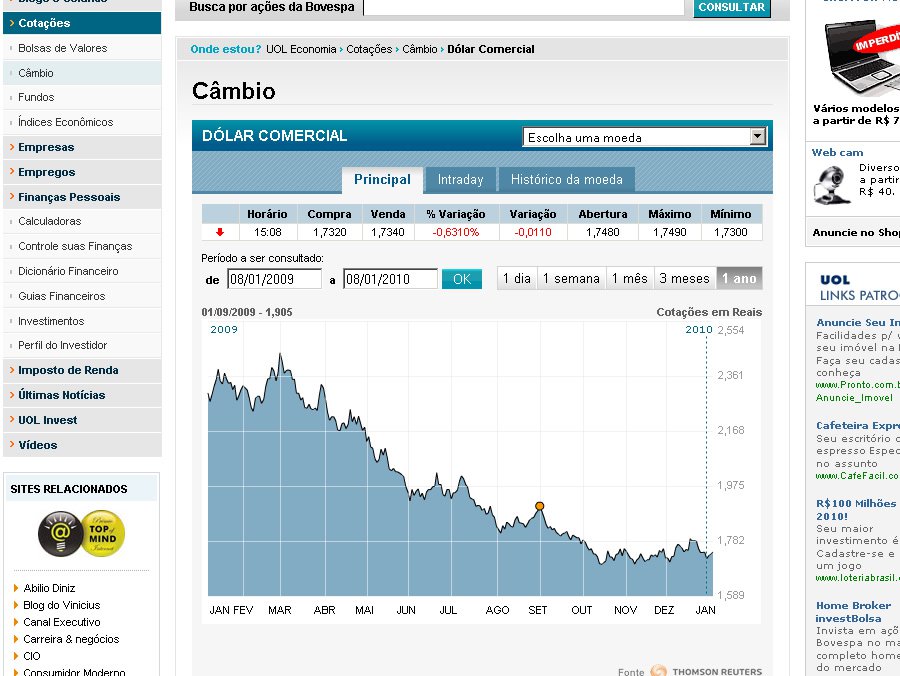 Busca por ações da Bovespa
CONSULTAR
Cotações
Bolsas de Valores
Câmbio
Fundos
Índices Econômicos
Empresas
Empregos
Finanças Pessoais
Calculadoras
Controle suas Finanças
Dicionário Financeiro
Guias Financeiros
Investimentos
Perfil do Investidor
Imposto de Renda
Últimas Notícias
UOL Invest
Vídeos
SITES RELACIONADOS
@
Prêmio
TOP of
MIND
Internet
Abilio Diniz
Blog do Vinicius
Canal Executivo
Carreira & negócios
CIO
Consumidor Moderno
Onde estou? UOL Economia › Cotações › Câmbio › Dólar Comercial
Câmbio
DÓLAR COMERCIAL
Escolha uma moeda
Principal Intraday Histórico da moeda
Horário Compra Venda % Variação Variação Abertura Máximo Mínimo
15:08 1,7320 1,7340 -0,6310% -0,0110 1,7480 1,7490 1,7300
Período a ser consultado:
de 08/01/2009 a 08/01/2010 OK 1 dia 1 semana 1 mês 3 meses 1 ano
01/09/2009 - 1,905 Cotações em Reais
2009 2010 2,554
2,361
2,168
1,975
1,782
1,589
JAN FEV MAR ABR MAI JUN JUL AGO SET OUT NOV DEZ JAN
Fonte THOMSON REUTERS
Vários modelos
a partir de R$ 7
Web cam
Diverso
a partir
R$ 40.
Anuncie no Shop
UOL
LINKS PATRO
Anuncie Seu In
Facilidades p/ v
seu imóvel na
Faça seu cadas
conheça
www.Pronto.com.b
Anuncie_Imovel
Cafeteira Expre
Seu escritório c
espresso Espec
no assunto
www.CafeFacil.co
R$100 Milhões
2010!
Seu maior
investimento é
Cadastre-se e
um jogo
www.loteriabrasil.c
Home Broker
investBolsa
Invista em açõ
Bovespa no ma
completo home
do mercado